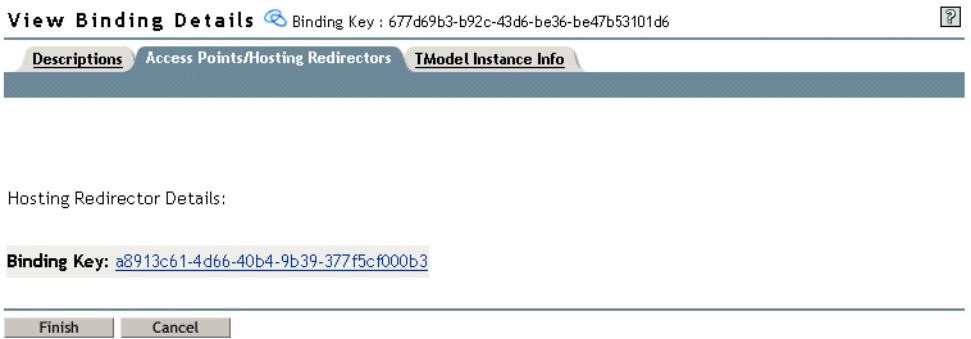 View Binding Details Binding Key : 677d69b3-b92c-43d6-be36-be47b53101d6 ?
Descriptions Access Points/Hosting Redirectors TModel Instance Info
Hosting Redirector Details:
Binding Key: a8913c61-4d66-40b4-9b39-377f5cf000b3
Finish Cancel